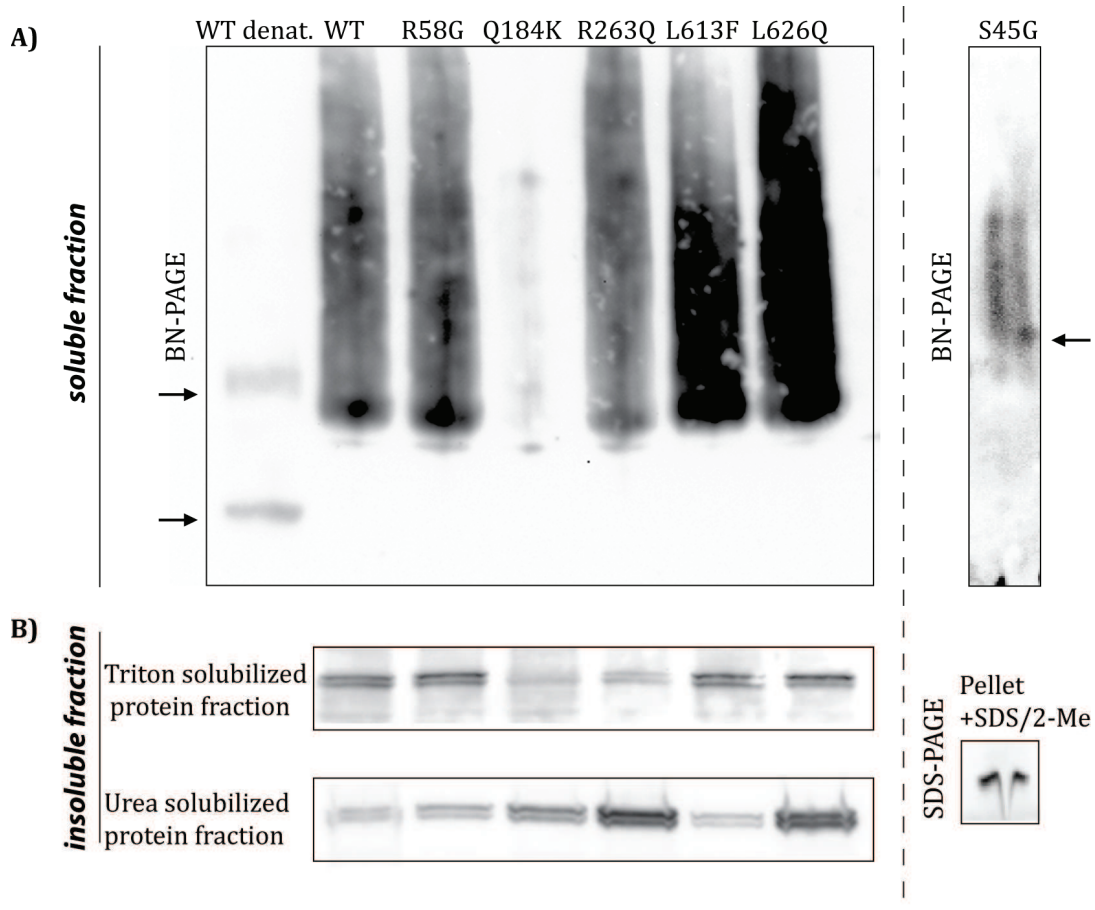 A)
WT denat. WT R58G Q184K R263Q L613F L626Q
S45G
soluble fraction
BN-PAGE
BN-PAGE
B)
insoluble fraction
Triton solubilized
protein fraction
Urea solubilized
protein fraction
SDS-PAGE
Pellet
+SDS/2-Me